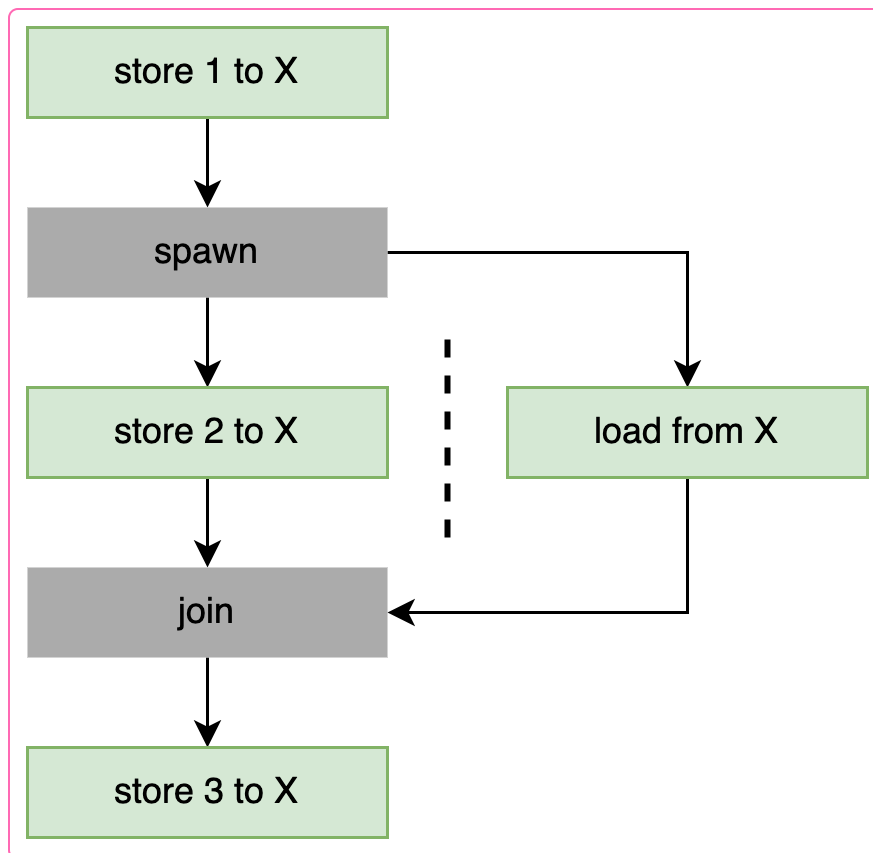 store 1 to X
spawn
store 2 to X
load from X
join
store 3 to X